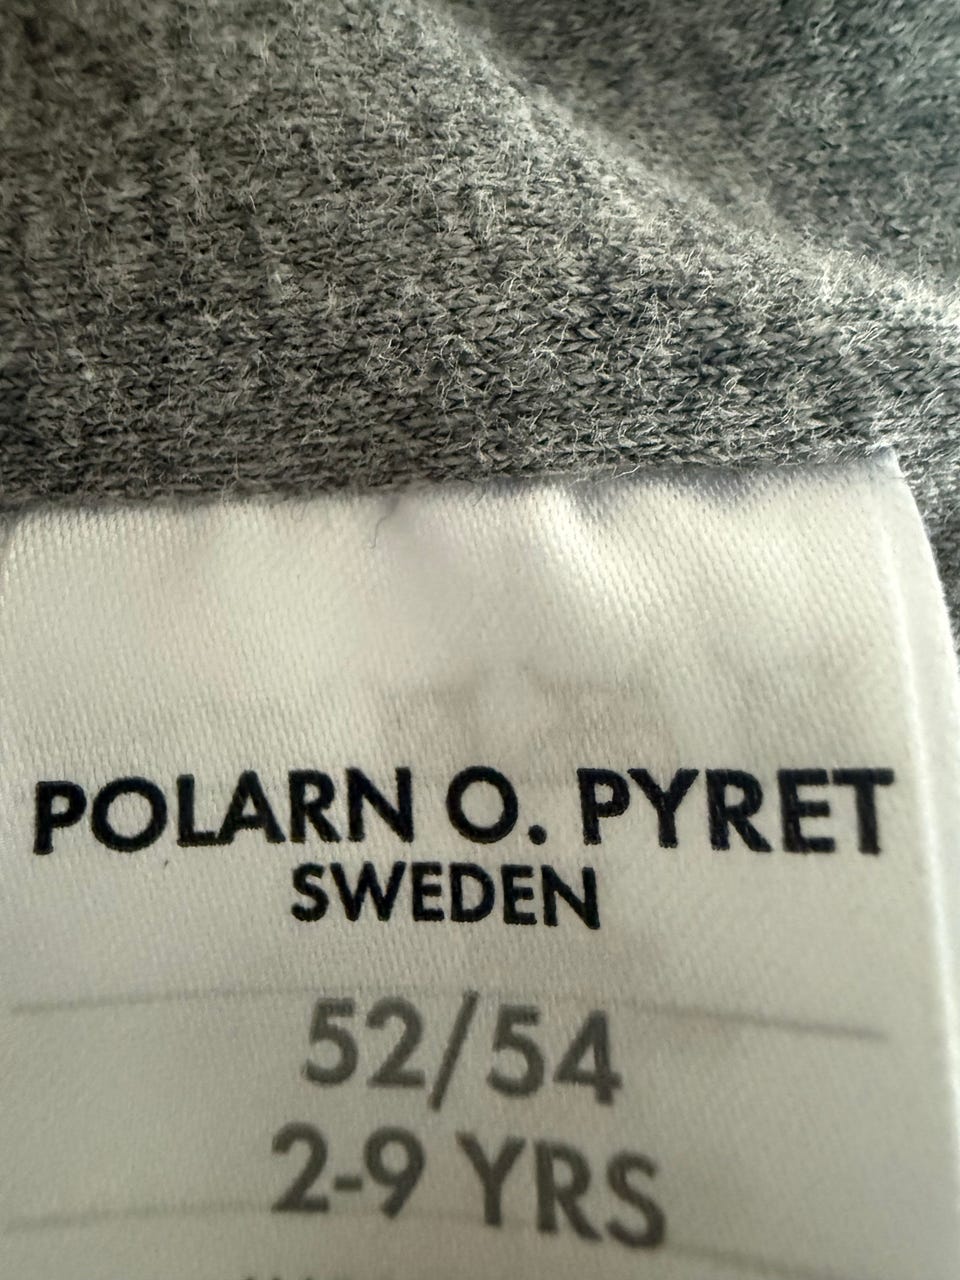 POLARN O. PYRET
SWEDEN
52/54
2-9 YRS